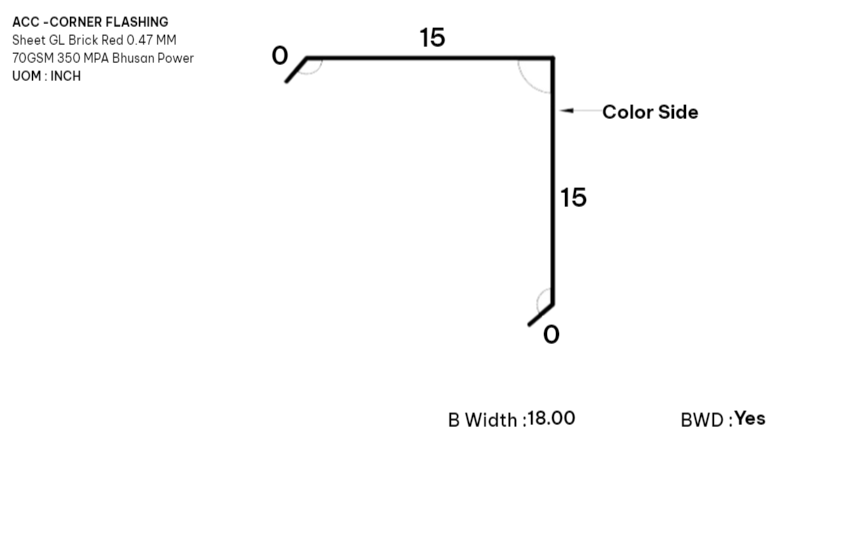 ACC -CORNER FLASHING
Sheet GL Brick Red 0.47 MM
70GSM 350 MPA Bhusan Power
UOM : INCH
15
0
Color Side
15
0
B Width :18.00
BWD :Yes